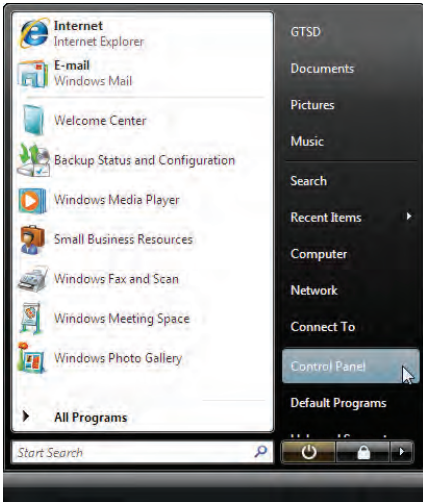 Internet
Internet Explorer
E-mail
Windows Mail
Welcome Center
Backup Status and Configuration
Windows Media Player
Small Business Resources
Windows Fax and Scan
Windows Meeting Space
Windows Photo Gallery
All Programs
Start Search
GTSD
Documents
Pictures
Music
Search
Recent Items
Computer
Network
Connect To
Control Panel
Default Programs